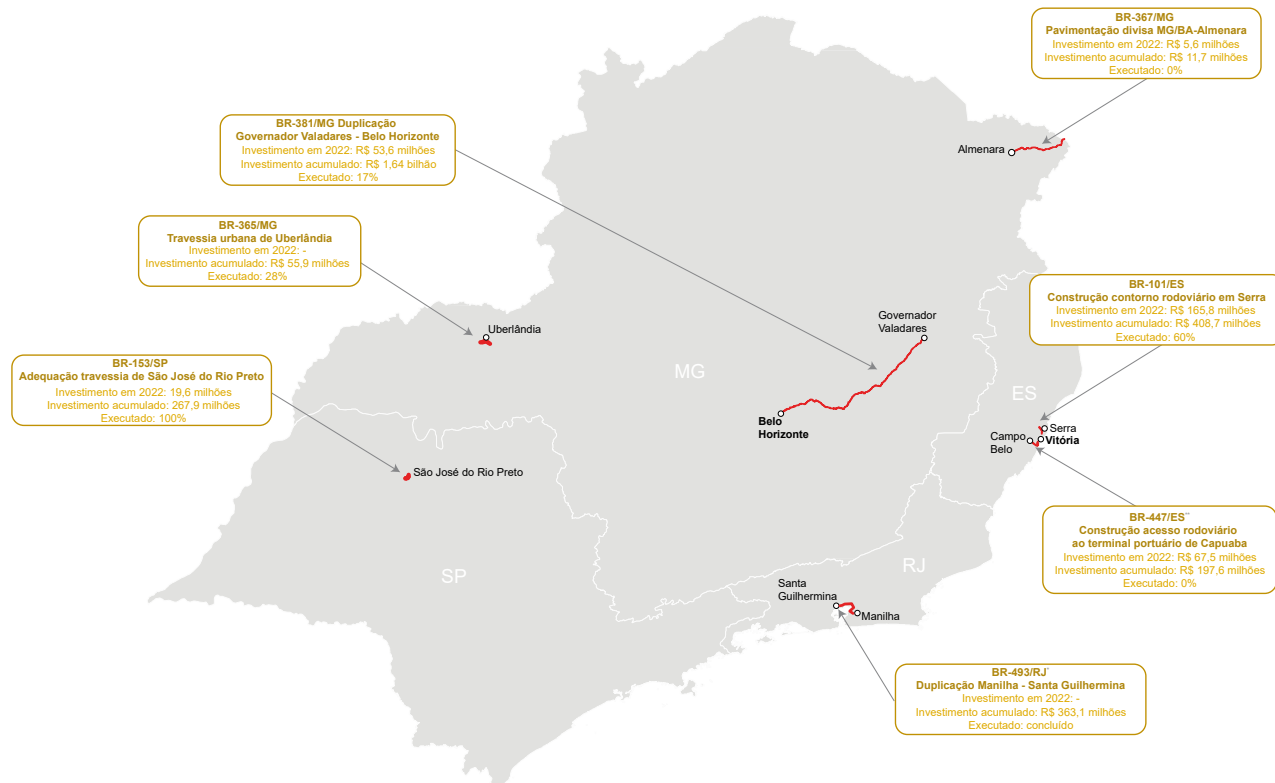 BR-367/MG
Pavimentação divisa MG/BA-Almenara
Investimento em 2022: R$ 5,6 milhões
Investimento acumulado: R$ 11,7 milhões
Executado: 0%
BR-381/MG Duplicação
Governador Valadares - Belo Horizonte
Investimento em 2022: R$ 53,6 milhões
Investimento acumulado: R$ 1,64 bilhão
Executado: 17%
Almenara
BR-365/MG
Travessia urbana de Uberlândia
Investimento em 2022: -
Investimento acumulado: R$ 55,9 milhões
Executado: 28%
BR-101/ES
Construção contorno rodoviário em Serra
Investimento em 2022: R$ 165,8 milhões
Investimento acumulado: R$ 408,7 milhões
Executado: 60%
Uberlândia
Governador
Valadares
BR-153/SP
Adequação travessia de São José do Rio Preto
Investimento em 2022: 19,6 milhões
Investimento acumulado: 267,9 milhões
Executado: 100%
MG
ES
Belo
Horizonte
Serra
Campo
Belo
Vitória
São José do Rio Preto
BR-447/ES**
Construção acesso rodoviário
ao terminal portuário de Capuaba
Investimento em 2022: R$ 67,5 milhões
Investimento acumulado: R$ 197,6 milhões
Executado: 0%
RJ
SP
Santa
Guilhermina
Manilha
BR-493/RJ*
Duplicação Manilha - Santa Guilhermina
Investimento em 2022: -
Investimento acumulado: R$ 363,1 milhões
Executado: concluído